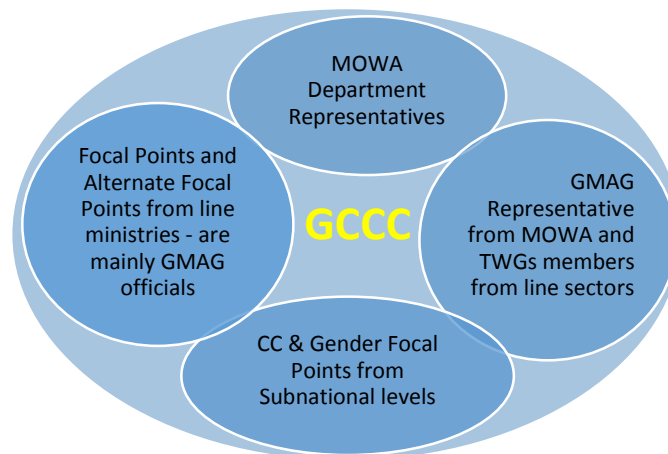 MOWA
Department
Representatives
Focal Points and
Alternate Focal
Points from line
ministries - are
mainly GMAG
officials
GCCC
GMAG
Representative
from MOWA and
TWGs members
from line sectors
CC & Gender Focal
Points from
Subnational levels